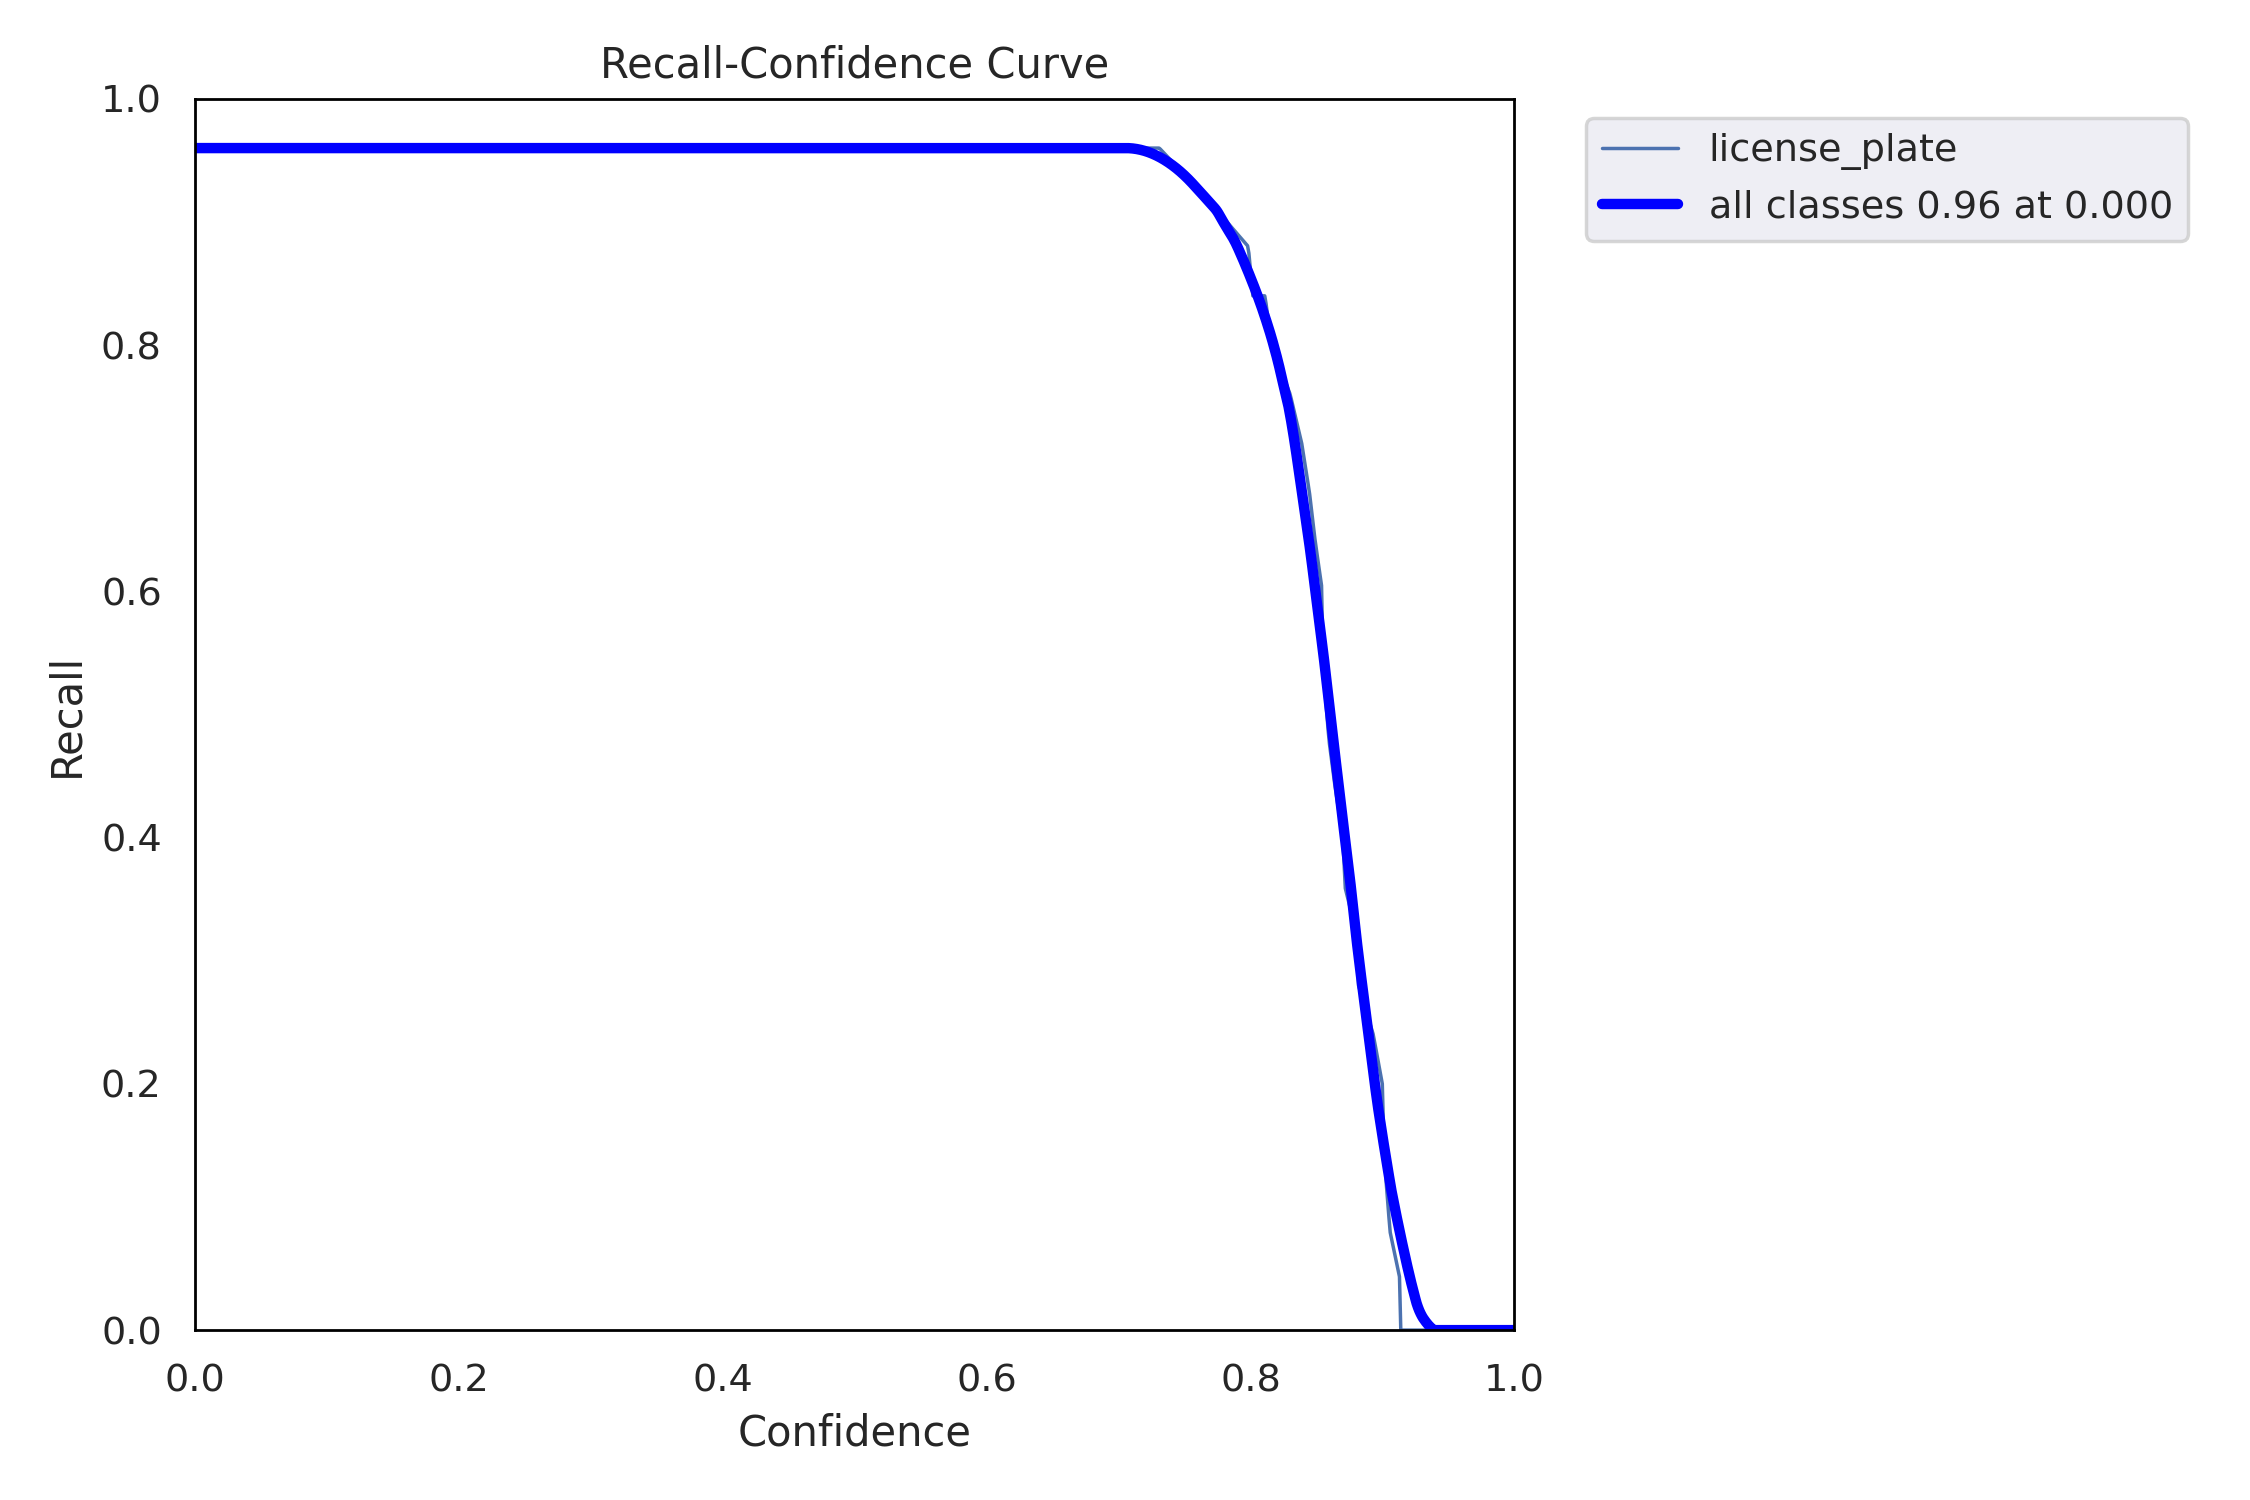 Recall-Confidence Curve
1.0
0.8
0.6
0.4
0.2
0.0
Recall
0.0 0.2 0.4 0.6 0.8 1.0
Confidence
license_plate
all classes 0.96 at 0.000